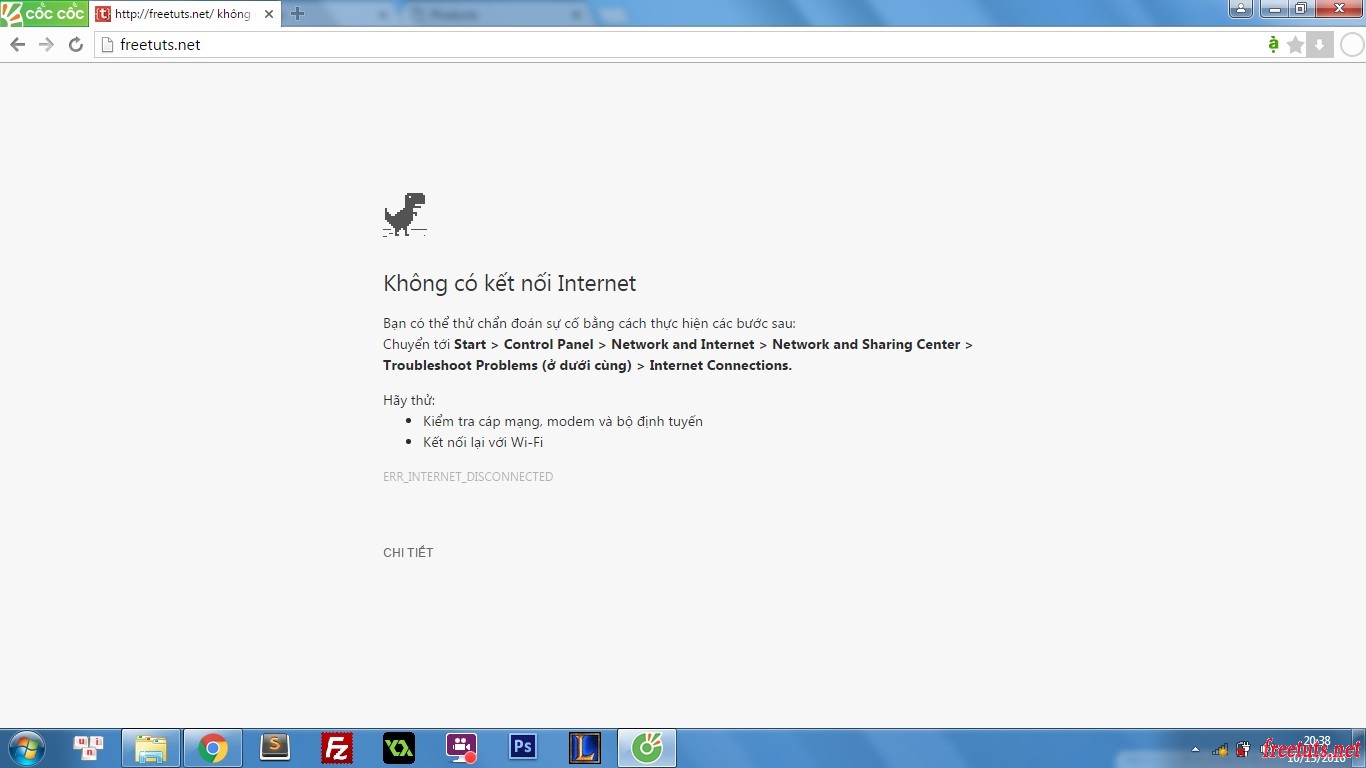 cốc cốc
http://freetuts.net/ không
freetuts.net
Không có kết nối Internet
Bạn có thể thử chẩn đoán sự cố bằng cách thực hiện các bước sau:
Chuyển tới Start > Control Panel > Network and Internet > Network and Sharing Center >
Troubleshoot Problems (ở dưới cùng) > Internet Connections.
Hãy thử:
Kiểm tra cáp mạng, modem và bộ định tuyến
Kết nối lại với Wi-Fi
ERR_INTERNET_DISCONNECTED
CHI TIẾT
S
Fz
Ps
L
20:38
freetuts.net
10/15/2016